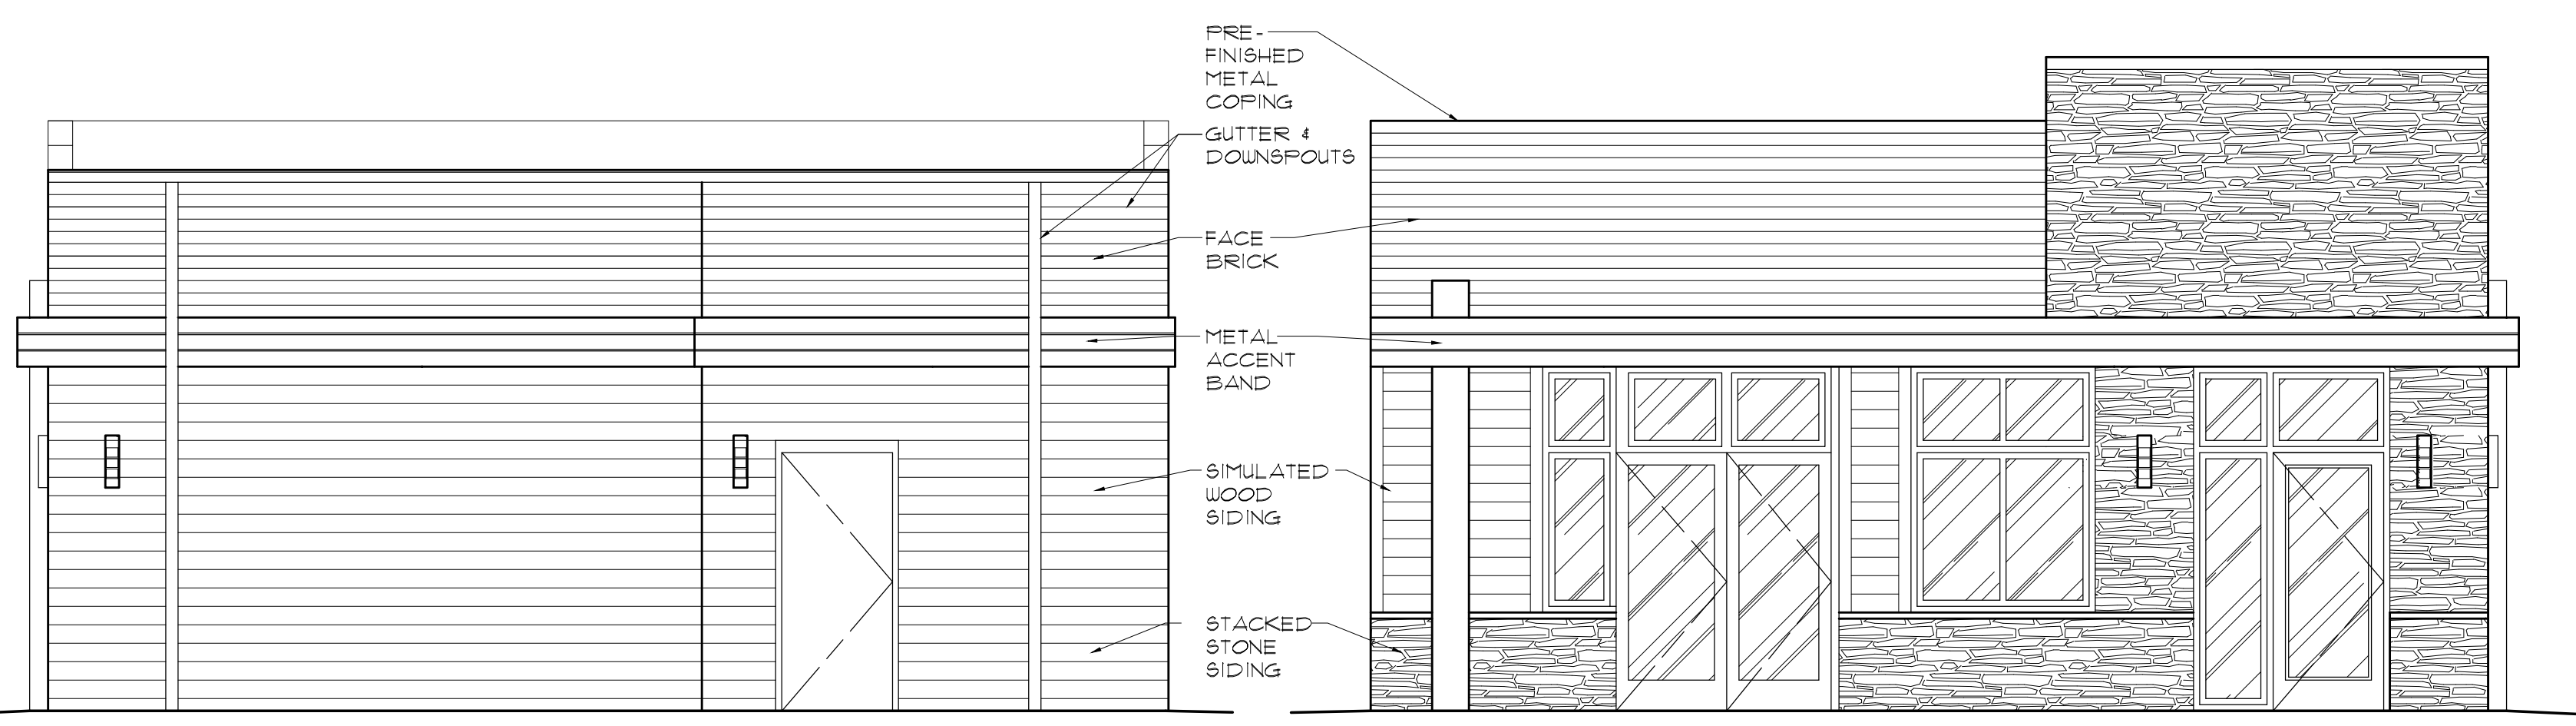 PRE-
FINISHED
METAL
COPING
GUTTER &
DOWNSPOUTS
FACE
BRICK
METAL
ACCENT
BAND
SIMULATED
WOOD
SIDING
STACKED
STONE
SIDING